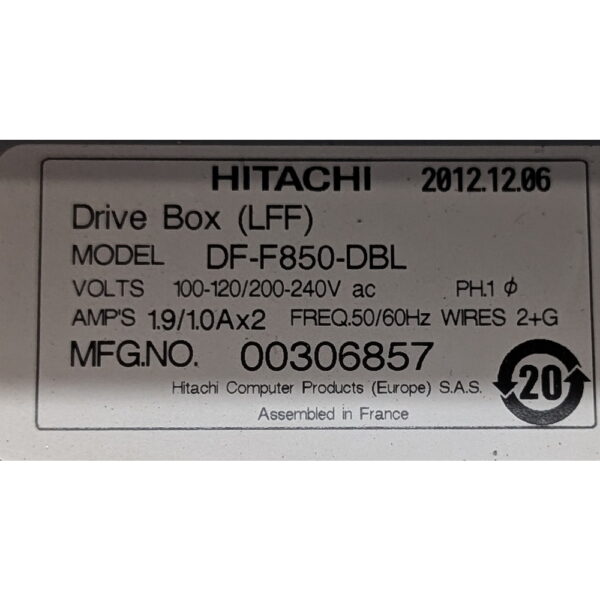 HITACHI 2012.12.06
Drive Box (LFF)
MODEL DF-F850-DBL
VOLTS 100-120/200-240V ac PH.1 ϕ
AMP'S 1.9/1.0Ax2 FREQ.50/60Hz WIRES 2+G
MFG.NO. 00306857
Hitachi Computer Products (Europe) S.A.S.
Assembled in France
20